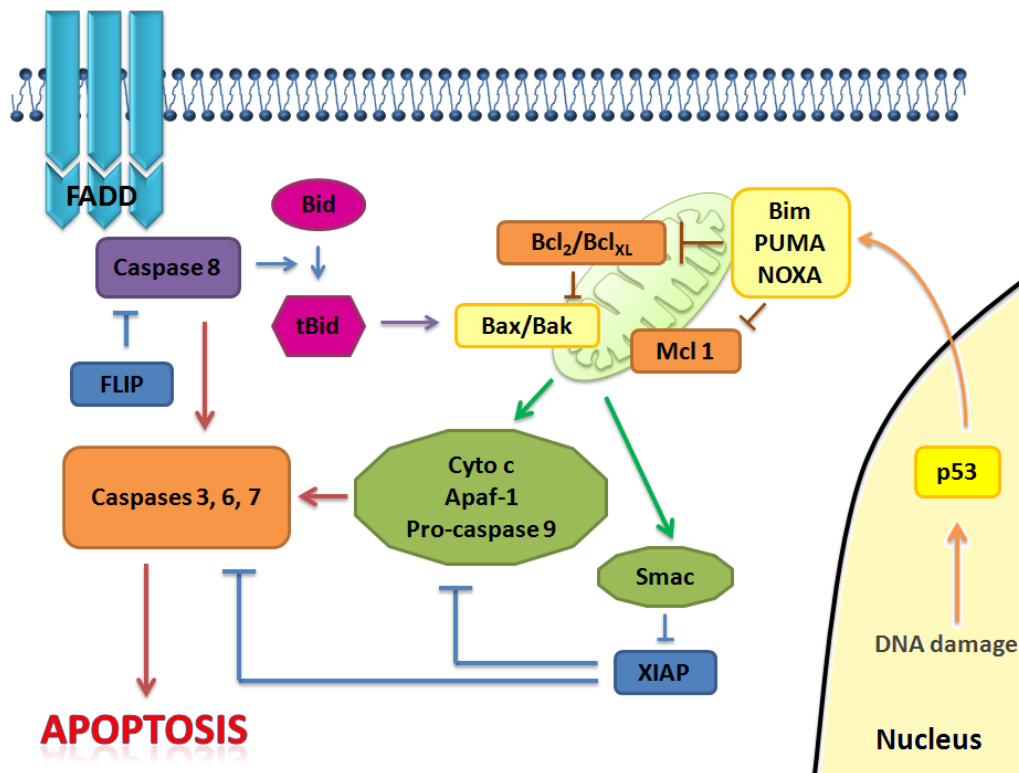 FADD
Bid
Caspase 8
tBid
FLIP
Bcl₂/Bcl_XL
Bax/Bak
Mcl 1
Bim
PUMA
NOXA
Caspases 3, 6, 7
Cyto c
Apaf-1
Pro-caspase 9
Smac
XIAP
p53
DNA damage
Nucleus
APOPTOSIS